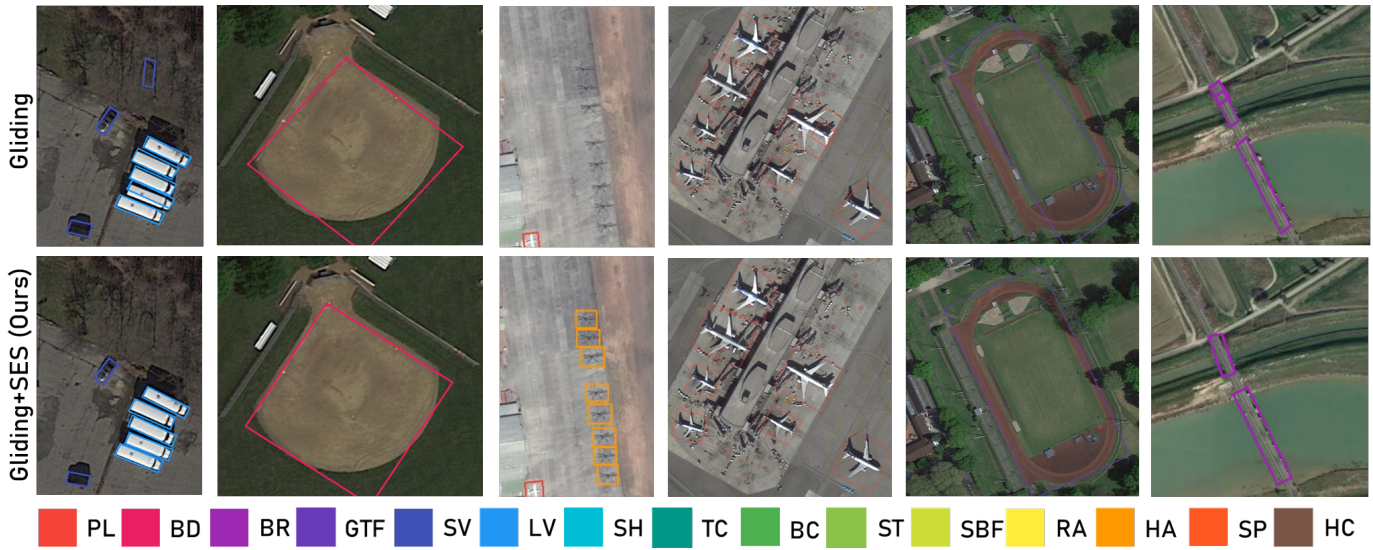 Gliding
Gliding+SES (Ours)
PL BD BR GTF SV LV SH TC BC ST SBF RA HA SP HC